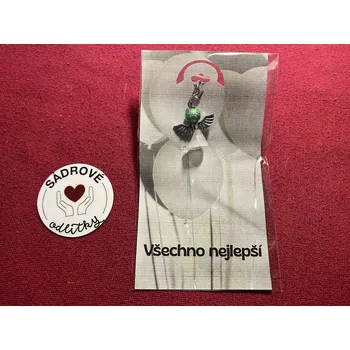 SÁDROVÉ
odlitky
Všechno nejlepší